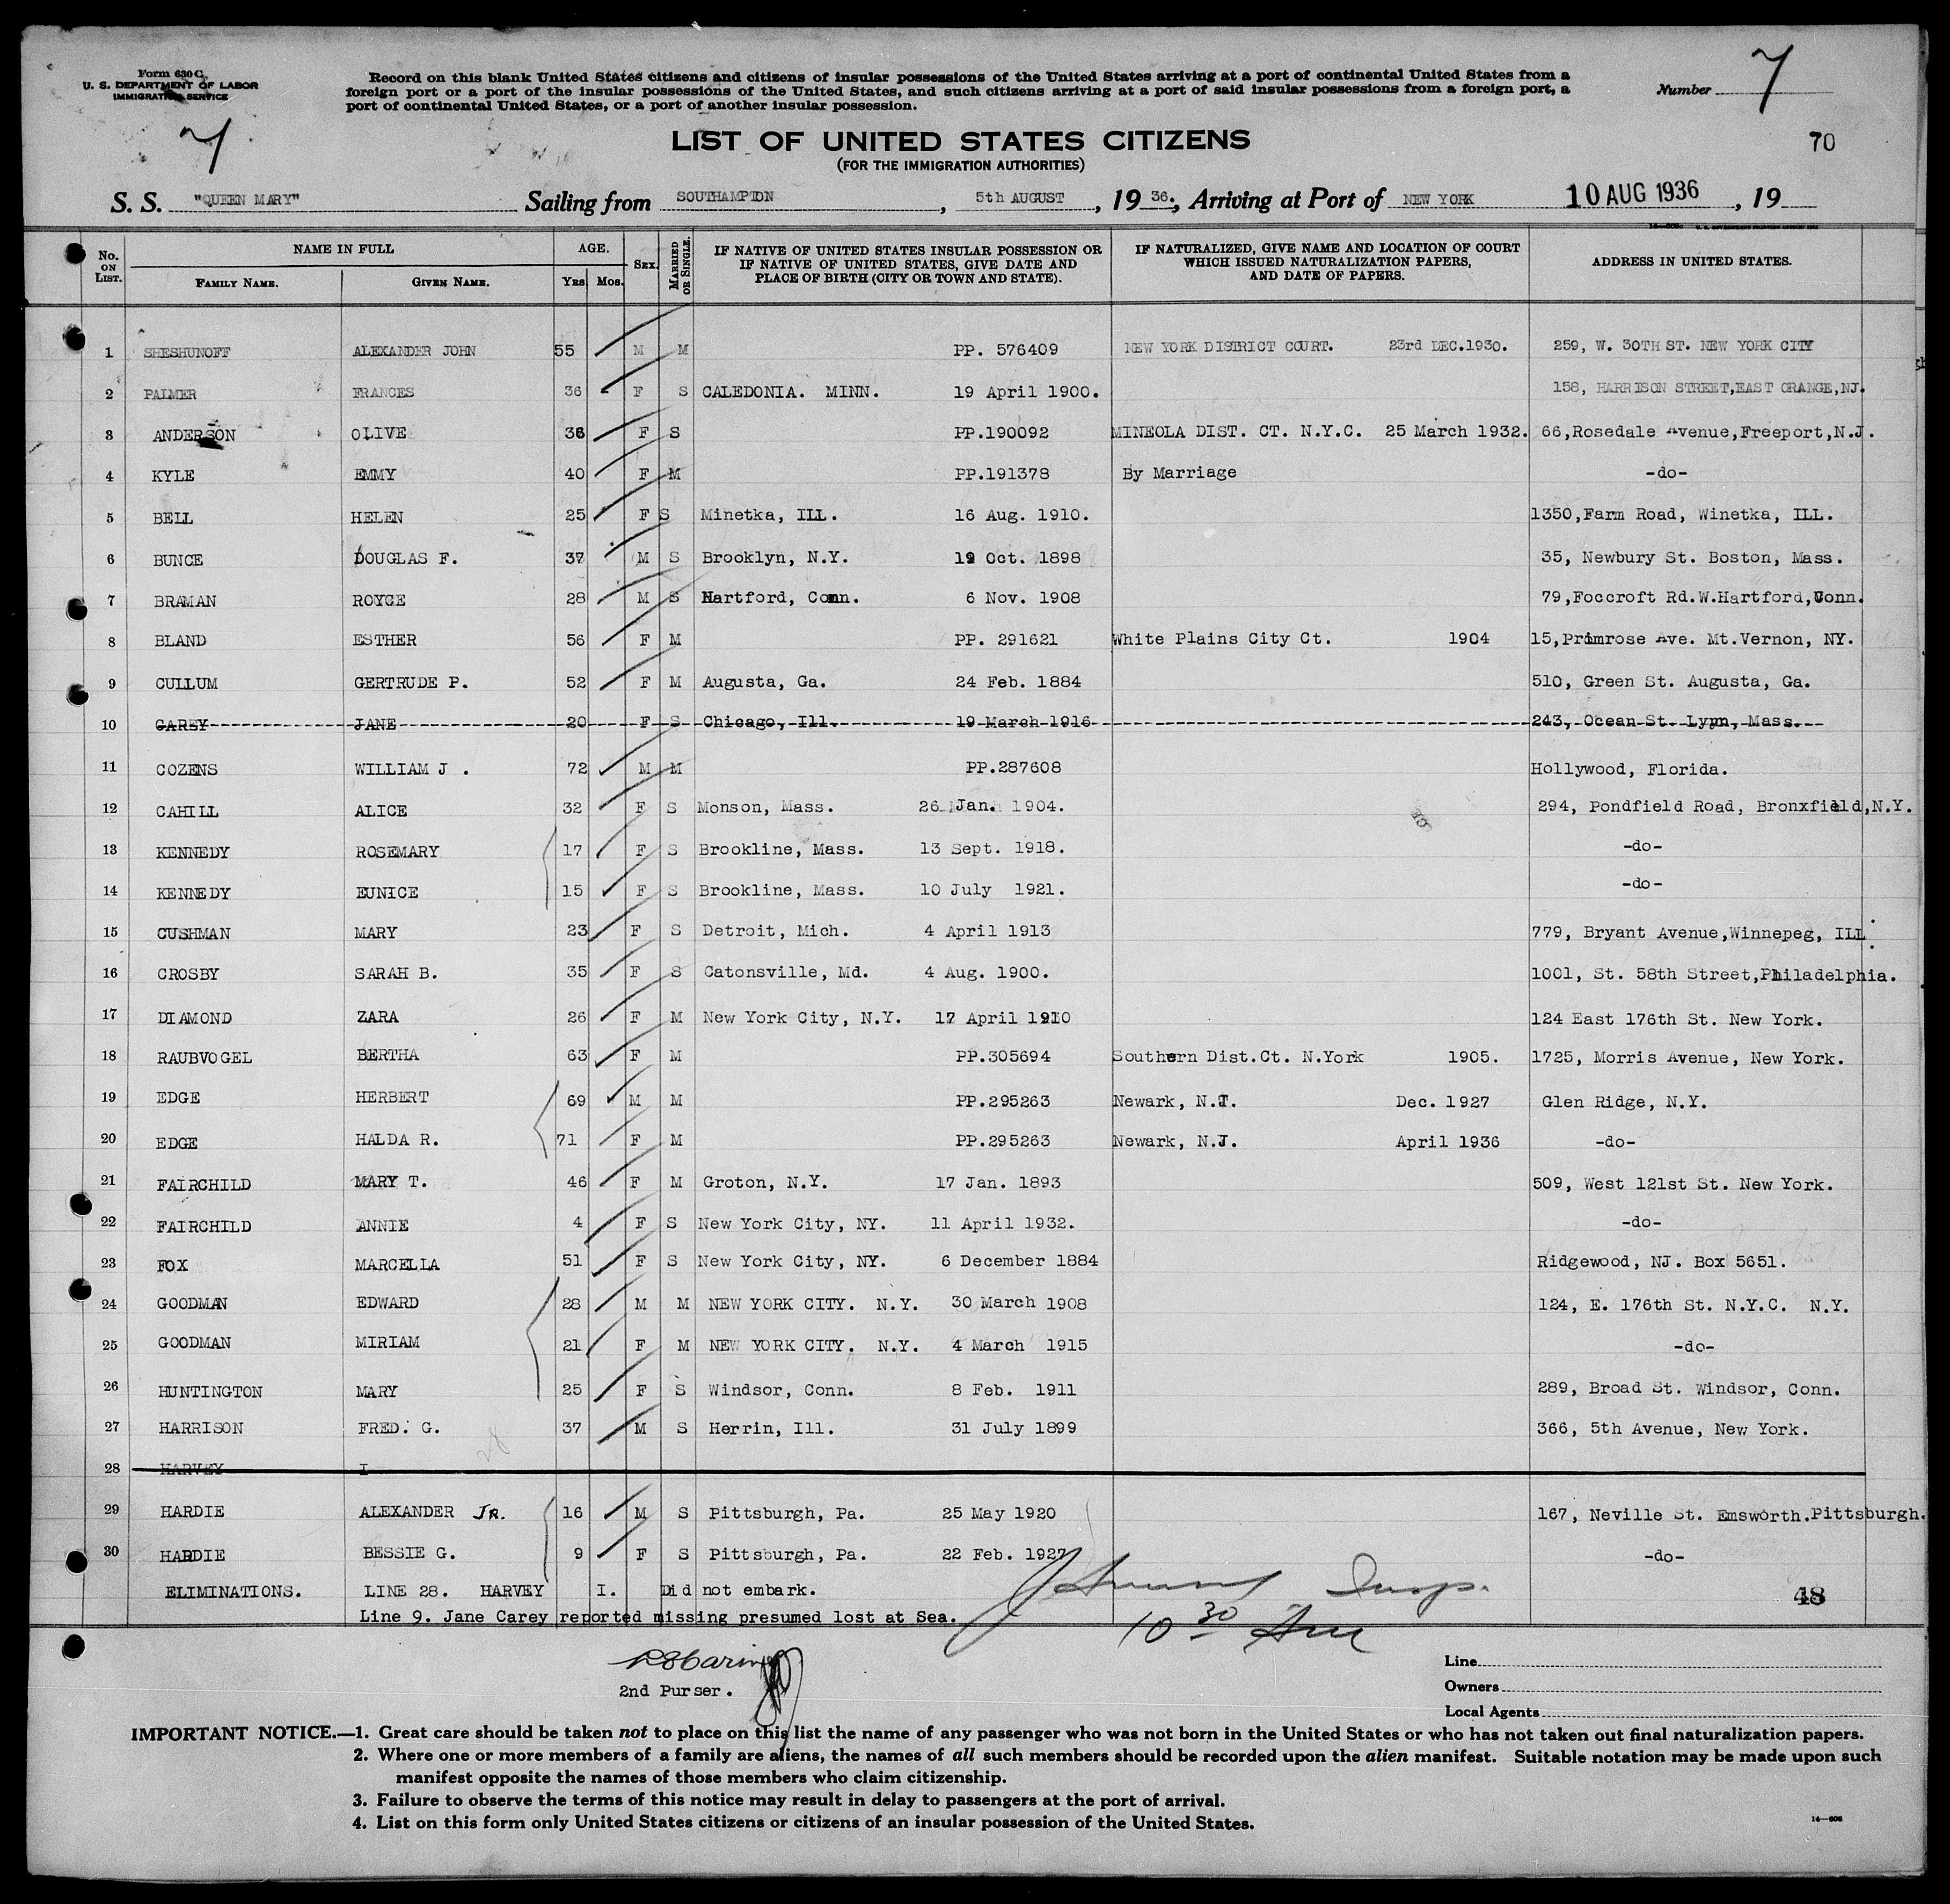 Form 630 C
U. S. DEPARTMENT OF LABOR
IMMIGRATION SERVICE
Record on this blank United States citizens and citizens of insular possessions of the United States arriving at a port of continental United States from a
foreign port or a port of the insular possessions of the United States, and such citizens arriving at a port of said insular possessions from a foreign port, a
port of continental United States, or a port of another insular possession.
Number 7
7
70
LIST OF UNITED STATES CITIZENS
(FOR THE IMMIGRATION AUTHORITIES)
S. S. "QUEEN MARY" Sailing from SOUTHAMPTON, 5th AUGUST, 19 36., Arriving at Port of NEW YORK 10 AUG 1936, 19
No. ON LIST. NAME IN FULL FAMILY NAME. GIVEN NAME. AGE. YRS. MOS. SEX. MARRIED OR SINGLE. IF NATIVE OF UNITED STATES INSULAR POSSESSION OR IF NATIVE OF UNITED STATES, GIVE DATE AND PLACE OF BIRTH (CITY OR TOWN AND STATE). IF NATURALIZED, GIVE NAME AND LOCATION OF COURT WHICH ISSUED NATURALIZATION PAPERS, AND DATE OF PAPERS. ADDRESS IN UNITED STATES.
1 SHESHUNOFF ALEXANDER JOHN 55 M M PP. 576409 NEW YORK DISTRICT COURT. 23rd DEC.1930. 259, W. 30TH ST. NEW YORK CITY
2 PALMER FRANCES 36 F S CALEDONIA. MINN. 19 April 1900. 158, HARRISON STREET,EAST ORANGE,NJ.
3 ANDERSON OLIVE 36 F S PP.190092 MINEOLA DIST. CT. N.Y.C. 25 March 1932. 66,Rosedale Avenue,Freeport,N.J.
4 KYLE EMMY 40 F M PP.191378 By Marriage -do-
5 BELL HELEN 25 F S Minetka, ILL. 16 Aug. 1910. 1350,Farm Road, Winetka, ILL.
6 BUNCE DOUGLAS F. 37 M S Brooklyn, N.Y. 19 Oct. 1898 35, Newbury St. Boston, Mass.
7 BRAMAN ROYCE 28 M S Hartford, Conn. 6 Nov. 1908 79,Foccroft Rd.W.Hartford,Conn.
8 BLAND ESTHER 56 F M PP. 291621 White Plains City Ct. 1904 15,Primrose Ave. Mt.Vernon, NY.
9 CULLUM GERTRUDE P. 52 F M Augusta, Ga. 24 Feb. 1884 510, Green St. Augusta, Ga.
10 CAREY JANE 20 F S Chicago, Ill. 19 March 1916 243, Ocean St. Lynn, Mass.
11 COZENS WILLIAM J . 72 M M PP.287608 Hollywood, Florida.
12 CAHILL ALICE 32 F S Monson, Mass. 26 Jan. 1904. 294, Pondfield Road, Bronxfield,N.Y.
13 KENNEDY ROSEMARY 17 F S Brookline, Mass. 13 Sept. 1918. -do-
14 KENNEDY EUNICE 15 F S Brookline, Mass. 10 July 1921. -do-
15 CUSHMAN MARY 23 F S Detroit, Mich. 4 April 1913 779, Bryant Avenue,Winnepeg, ILL
16 CROSBY SARAH B. 35 F S Catonsville, Md. 4 Aug. 1900. 1001, St. 58th Street,Philadelphia.
17 DIAMOND ZARA 26 F M New York City, N.Y. 17 April 1910 124 East 176th St. New York.
18 RAUBVOGEL BERTHA 63 F M PP.305694 Southern Dist.Ct. N.York 1905. 1725, Morris Avenue, New York.
19 EDGE HERBERT 69 M M PP.295263 Newark, N.J. Dec. 1927 Glen Ridge, N.Y.
20 EDGE HALDA R. 71 F M PP.295263 Newark, N.J. April 1936 -do-
21 FAIRCHILD MARY T. 46 F M Groton, N.Y. 17 Jan. 1893 509, West 121st St. New York.
22 FAIRCHILD ANNIE 4 F S New York City, NY. 11 April 1932. -do-
23 FOX MARCELLA 51 F S New York City, NY. 6 December 1884 Ridgewood, NJ. Box 5651.
24 GOODMAN EDWARD 28 M M NEW YORK CITY. N.Y. 30 March 1908 124, E. 176th St. N.Y.C. N.Y.
25 GOODMAN MIRIAM 21 F M NEW YORK CITY. N.Y. 4 March 1915 -do-
26 HUNTINGTON MARY 25 F S Windsor, Conn. 8 Feb. 1911 289, Broad St. Windsor, Conn.
27 HARRISON FRED. G. 37 M S Herrin, Ill. 31 July 1899 366, 5th Avenue, New York.
28 HARVEY I
29 HARDIE ALEXANDER JR. 16 M S Pittsburgh, Pa. 25 May 1920 167, Neville St. Emsworth.Pittsburgh.
30 HARDIE BESSIE G. 9 F S Pittsburgh, Pa. 22 Feb. 1927 -do-
ELIMINATIONS. LINE 28. HARVEY I. Did not embark.
48
Line 9. Jane Carey reported missing presumed lost at Sea.
Insp.
10 30
2nd Purser.
Line
Owners
Local Agents
IMPORTANT NOTICE.—1. Great care should be taken not to place on this list the name of any passenger who was not born in the United States or who has not taken out final naturalization papers.
2. Where one or more members of a family are aliens, the names of all such members should be recorded upon the alien manifest. Suitable notation may be made upon such
manifest opposite the names of those members who claim citizenship.
3. Failure to observe the terms of this notice may result in delay to passengers at the port of arrival.
4. List on this form only United States citizens or citizens of an insular possession of the United States.